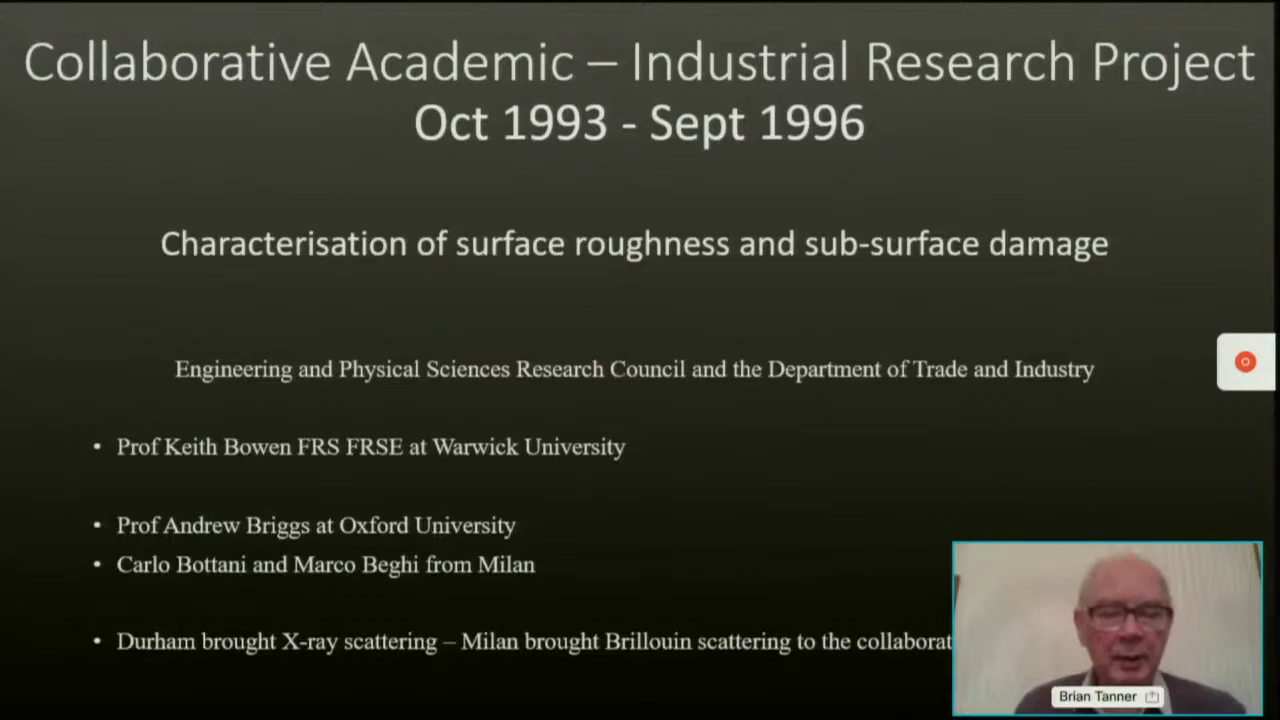 Collaborative Academic – Industrial Research Project
Oct 1993 - Sept 1996
Characterisation of surface roughness and sub-surface damage
Engineering and Physical Sciences Research Council and the Department of Trade and Industry
• Prof Keith Bowen FRS FRSE at Warwick University
• Prof Andrew Briggs at Oxford University
• Carlo Bottani and Marco Beghi from Milan
• Durham brought X-ray scattering – Milan brought Brillouin scattering to the collaborat
Brian Tanner